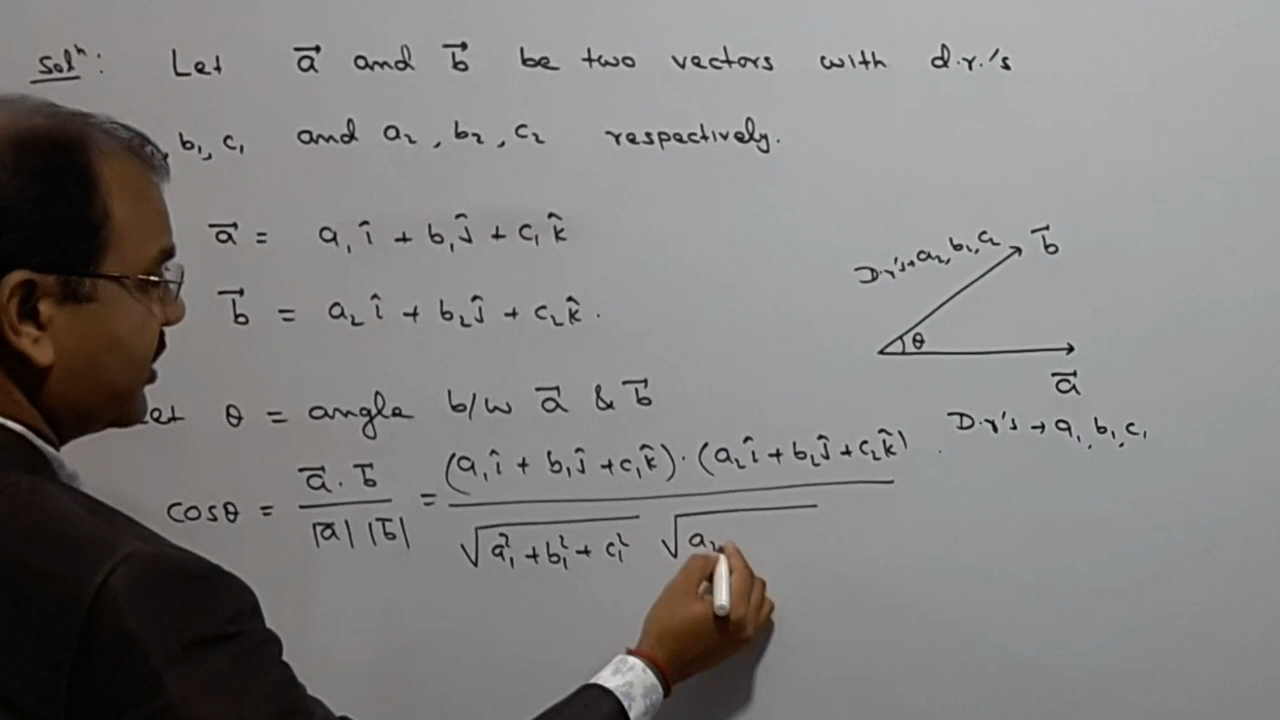 Solⁿ: Let a⃗ and b⃗ be two vectors with d.r.'s
, b₁, c₁ and a₂, b₂, c₂ respectively.
a⃗ = a₁î + b₁ĵ + c₁k̂
b⃗ = a₂î + b₂ĵ + c₂k̂.
D.r's → a₂, b₂, c₂
b⃗
θ
a⃗
D.r's → a₁, b₁, c₁
et θ = angle b/w a⃗ & b⃗
cosθ = a⃗ . b⃗ / |a⃗| |b⃗| = (a₁î + b₁ĵ + c₁k̂) . (a₂î + b₂ĵ + c₂k̂) / √(a₁² + b₁² + c₁²) √(a₂